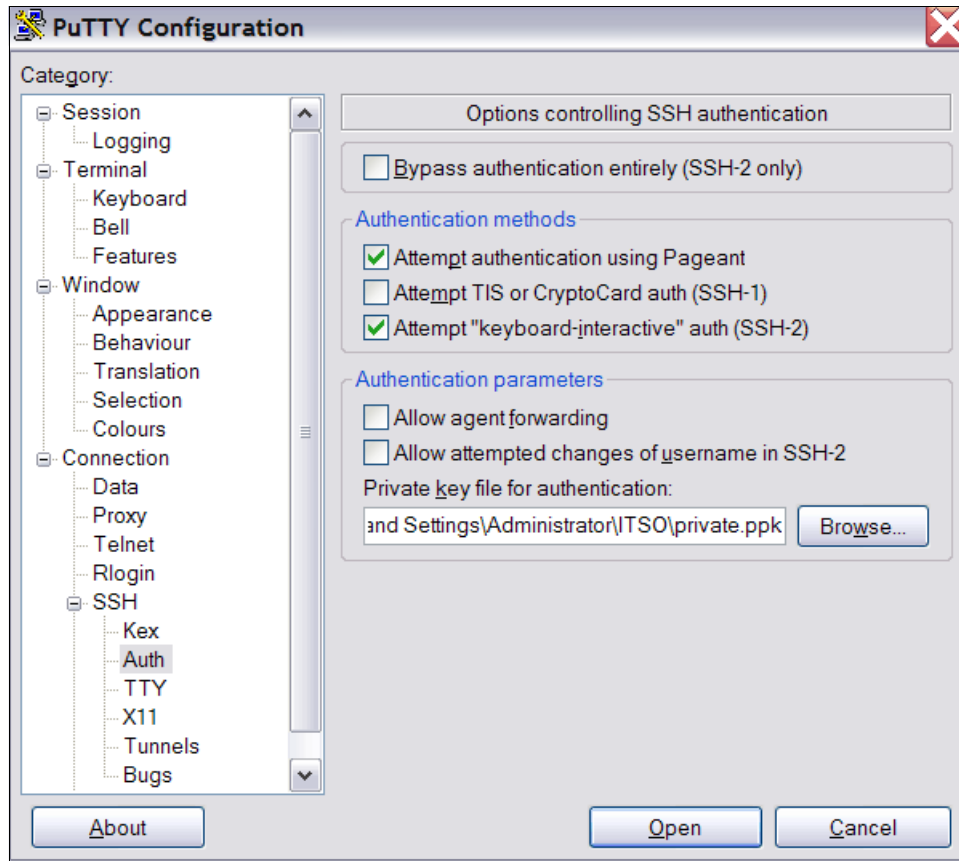 PuTTY Configuration
Category:
Session
Logging
Terminal
Keyboard
Bell
Features
Window
Appearance
Behaviour
Translation
Selection
Colours
Connection
Data
Proxy
Telnet
Rlogin
SSH
Kex
Auth
TTY
X11
Tunnels
Bugs
Options controlling SSH authentication
Bypass authentication entirely (SSH-2 only)
Authentication methods
Attempt authentication using Pageant
Attempt TIS or CryptoCard auth (SSH-1)
Attempt "keyboard-interactive" auth (SSH-2)
Authentication parameters
Allow agent forwarding
Allow attempted changes of username in SSH-2
Private key file for authentication:
and Settings\Administrator\ITSO\private.ppk
Browse...
About
Open
Cancel